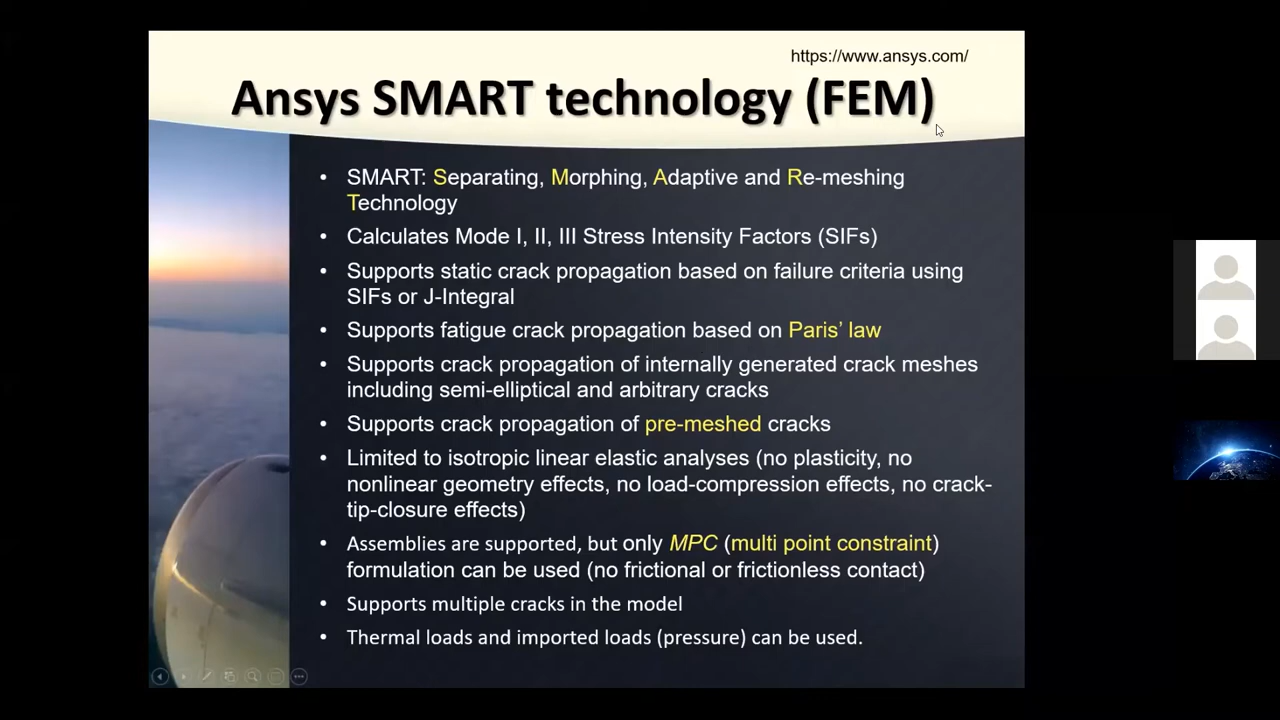 https://www.ansys.com/
Ansys SMART technology (FEM)
• SMART: Separating, Morphing, Adaptive and Re-meshing
Technology
• Calculates Mode I, II, III Stress Intensity Factors (SIFs)
• Supports static crack propagation based on failure criteria using
SIFs or J-Integral
• Supports fatigue crack propagation based on Paris’ law
• Supports crack propagation of internally generated crack meshes
including semi-elliptical and arbitrary cracks
• Supports crack propagation of pre-meshed cracks
• Limited to isotropic linear elastic analyses (no plasticity, no
nonlinear geometry effects, no load-compression effects, no crack-
tip-closure effects)
• Assemblies are supported, but only MPC (multi point constraint)
formulation can be used (no frictional or frictionless contact)
• Supports multiple cracks in the model
• Thermal loads and imported loads (pressure) can be used.